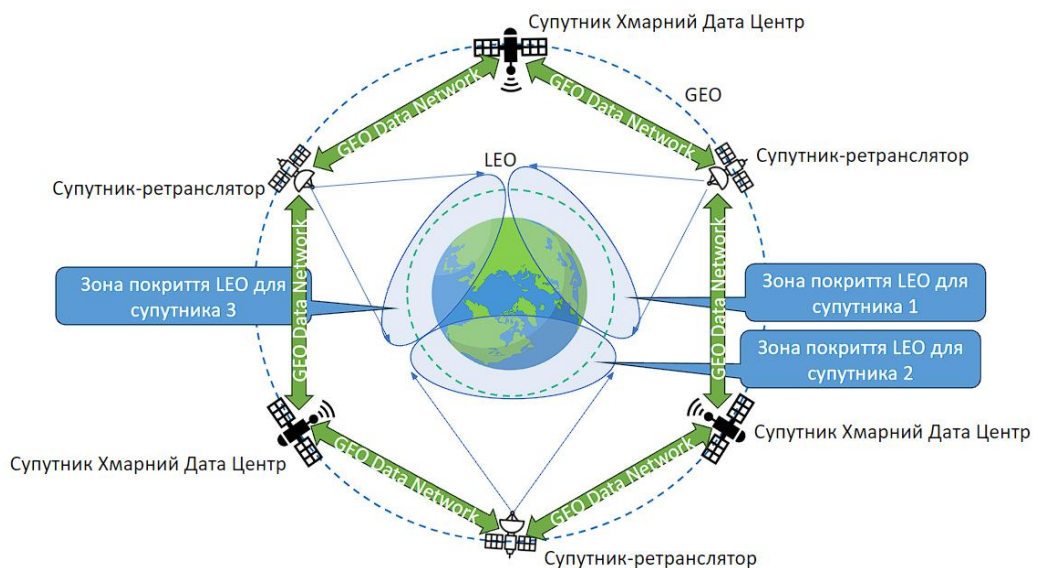 Супутник Хмарний Дата Центр
GEO Data Network
GEO Data Network
GEO
LEO
Супутник-ретранслятор
Супутник-ретранслятор
GEO Data Network
GEO Data Network
Зона покриття LEO для
супутника 3
Зона покриття LEO для
супутника 1
Зона покриття LEO для
супутника 2
Супутник Хмарний Дата Центр
Супутник Хмарний Дата Центр
GEO Data Network
GEO Data Network
Супутник-ретранслятор